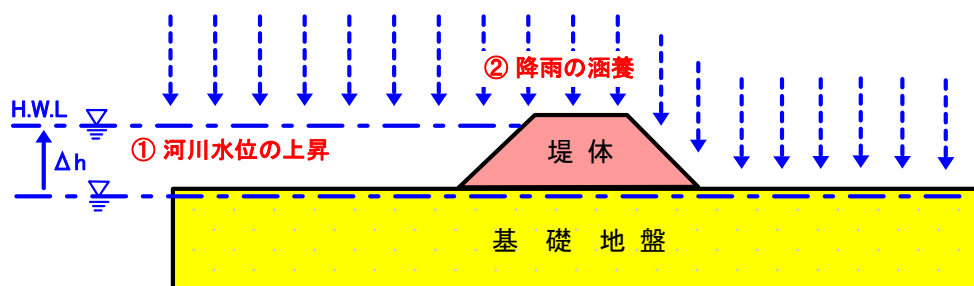 ② 降雨の涵養
H.W.L
① 河川水位の上昇
Δh
堤 体
基 礎 地 盤